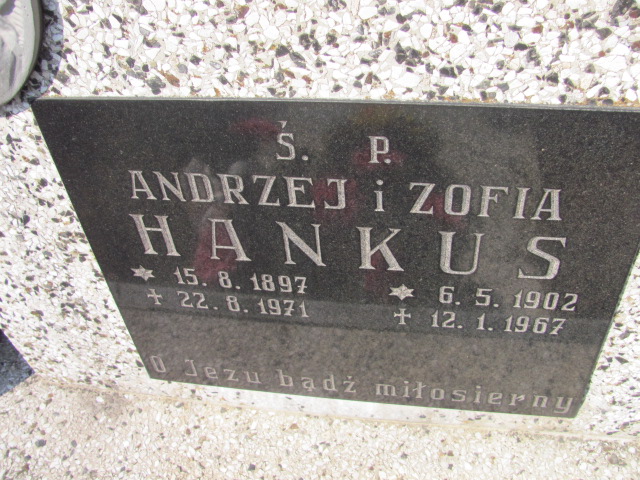 Ś. P.
ANDRZEJ i ZOFIA
HANKUS
* 15. 8. 1897 * 6. 5. 1902
✝ 22. 8. 1971 ✝ 12. 1. 1967
O Jezu bądź miłosierny